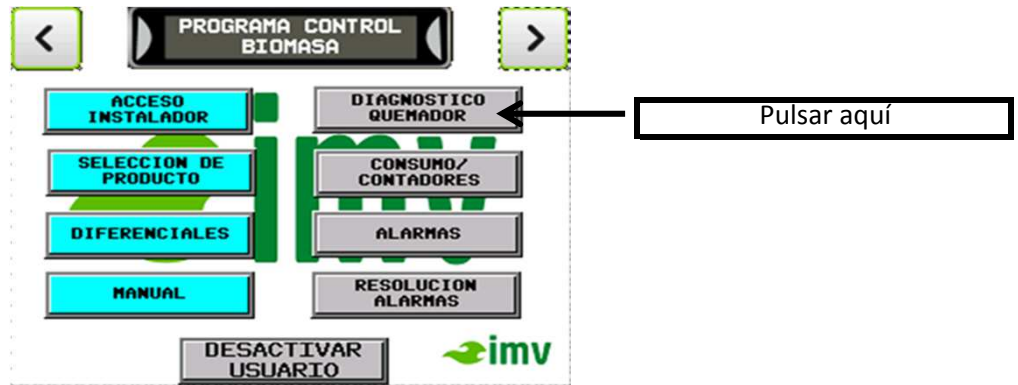 <
PROGRAMA CONTROL
BIOMASA
>
ACCESO
INSTALADOR
DIAGNOSTICO
QUEMADOR
Pulsar aquí
SELECCION DE
PRODUCTO
CONSUMO/
CONTADORES
DIFERENCIALES
ALARMAS
MANUAL
RESOLUCION
ALARMAS
DESACTIVAR
USUARIO
imv
imv